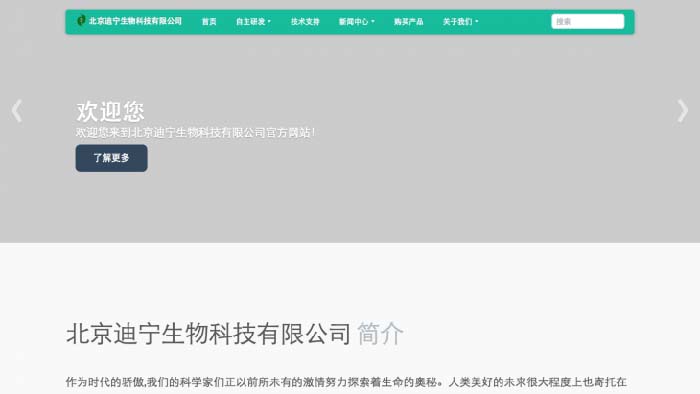 北京迪宁生物科技有限公司 首页 自主研发 技术支持 新闻中心 购买产品 关于我们 搜索
欢迎您
欢迎您来到北京迪宁生物科技有限公司官方网站!
了解更多
北京迪宁生物科技有限公司 简介
作为时代的骄傲,我们的科学家们正以前所未有的激情努力探索着生命的奥秘。人类美好的未来很大程度上也寄托在